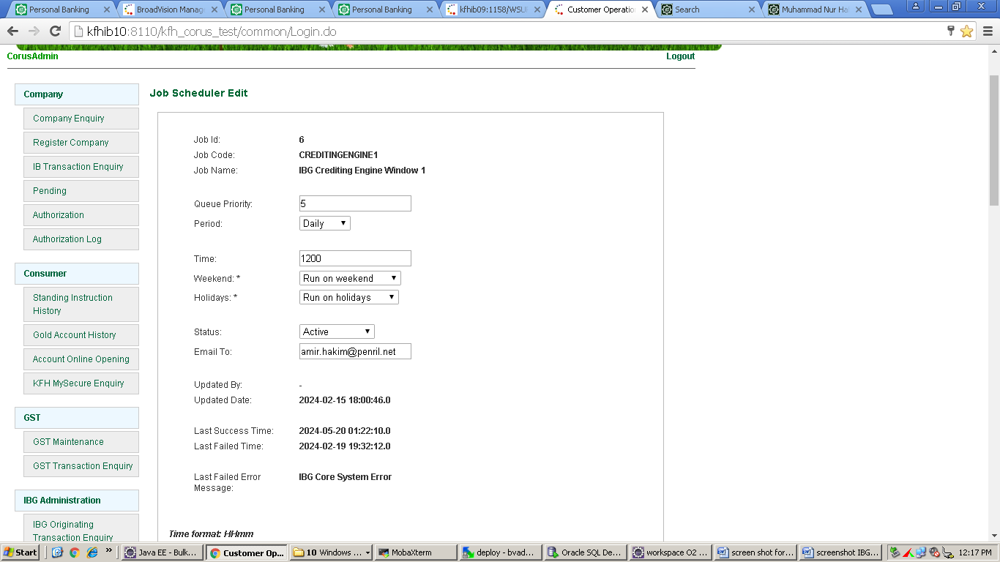 Personal Banking
BroadVision Manag
Personal Banking
Personal Banking
kfhib09:1158/WSU
Customer Operatio
Search
Muhammad Nur Ha
kfhib10:8110/kfh_corus_test/common/Login.do
CorusAdmin
Logout
Company
Company Enquiry
Register Company
IB Transaction Enquiry
Pending
Authorization
Authorization Log
Consumer
Standing Instruction
History
Gold Account History
Account Online Opening
KFH MySecure Enquiry
GST
GST Maintenance
GST Transaction Enquiry
IBG Administration
IBG Originating
Transaction Enquiry
Job Scheduler Edit
Job Id: 6
Job Code: CREDITINGENGINE1
Job Name: IBG Crediting Engine Window 1
Queue Priority: 5
Period: Daily
Time: 1200
Weekend: * Run on weekend
Holidays: * Run on holidays
Status: Active
Email To: amir.hakim@penril.net
Updated By: -
Updated Date: 2024-02-15 18:00:46.0
Last Success Time: 2024-05-20 01:22:10.0
Last Failed Time: 2024-02-19 19:32:12.0
Last Failed Error IBG Core System Error
Message:
Time format: HHmm
Start
»
Java EE - Bulk...
Customer Op...
10 Windows ...
MobaXterm
deploy - bvad...
Oracle SQL De...
workspace O2 ...
screen shot for...
screenshot IBG...
12:17 PM